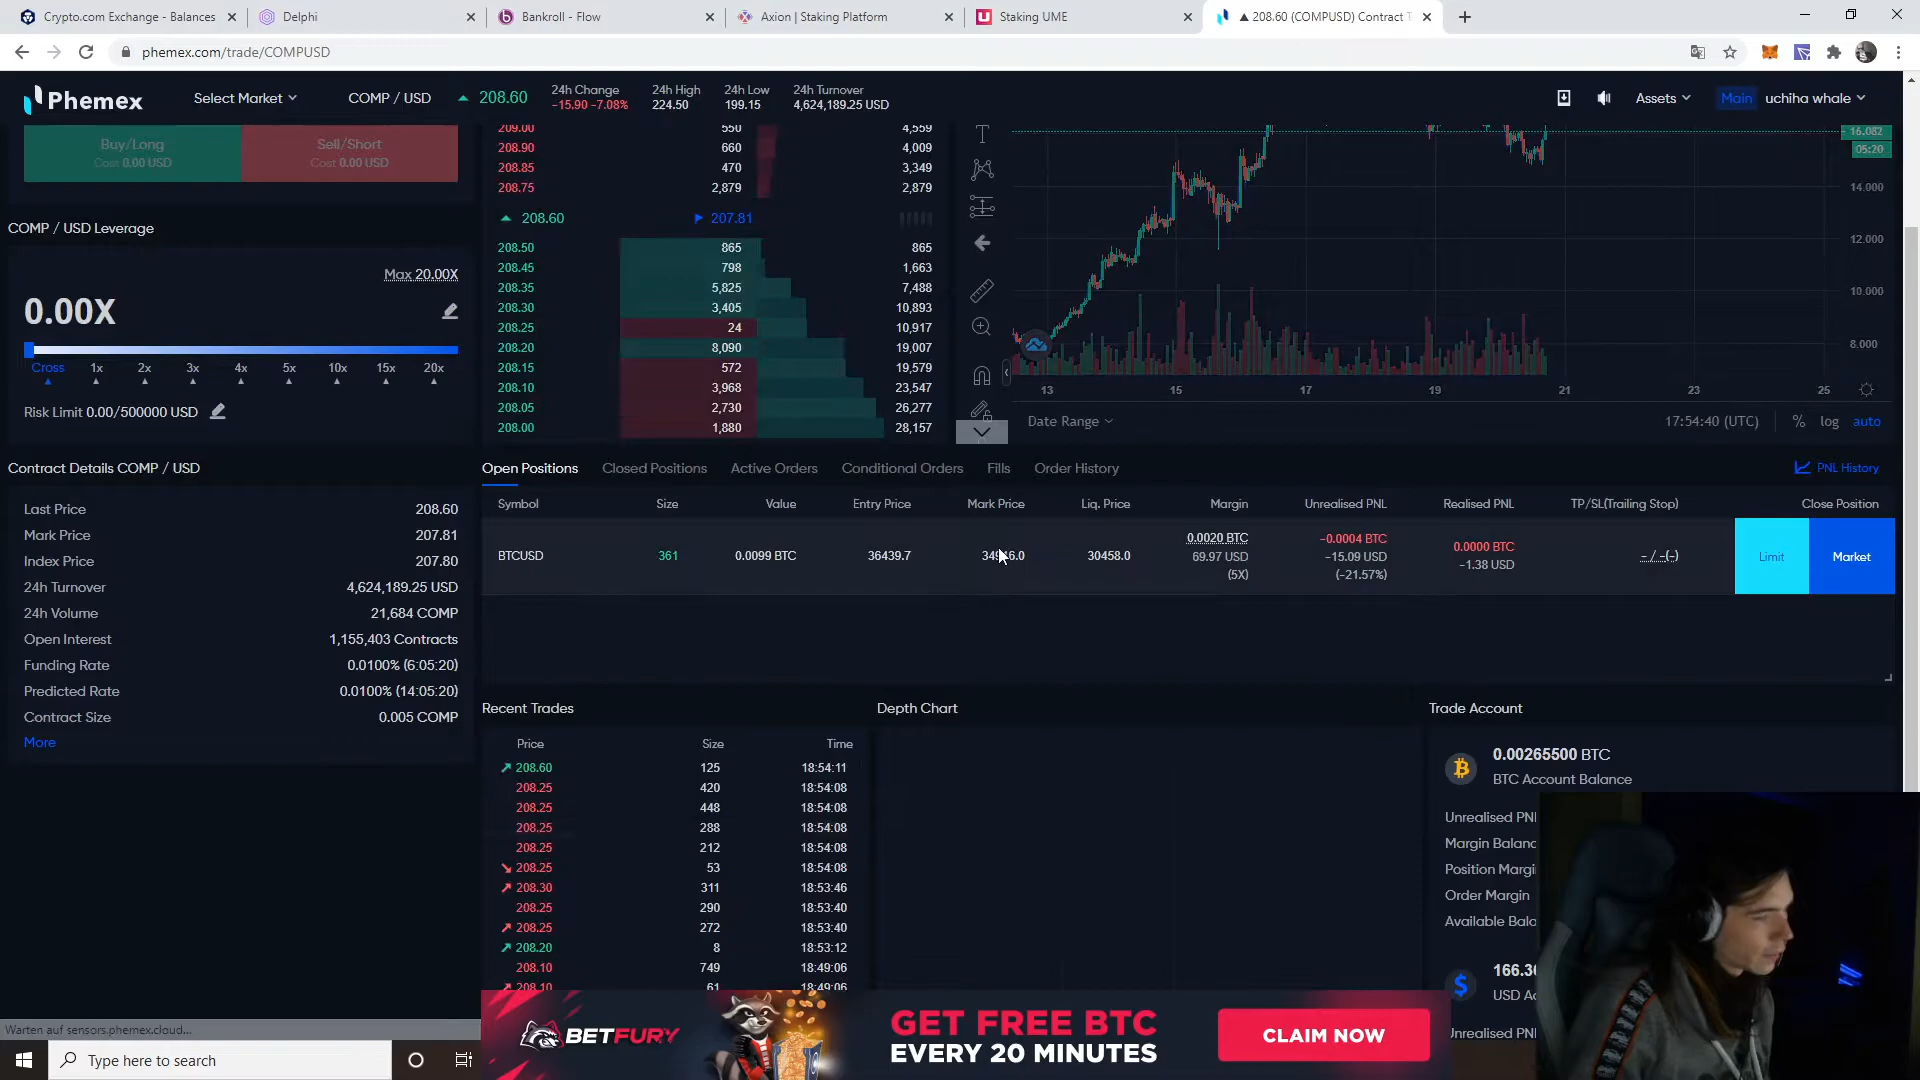 Crypto.com Exchange - Balances
Delphi
Bankroll - Flow
Axion | Staking Platform
Staking UME
▲ 208.60 (COMPUSD) Contract T
phemex.com/trade/COMPUSD
Phemex
Select Market
COMP / USD
208.60
24h Change
-15.90 -7.08%
24h High
224.50
24h Low
199.15
24h Turnover
4,624,189.25 USD
Assets
Main
uchiha whale
Buy/Long
Cost 0.00 USD
Sell/Short
Cost 0.00 USD
COMP / USD Leverage
Max 20.00X
0.00X
Cross 1x 2x 3x 4x 5x 10x 15x 20x
Risk Limit 0.00/500000 USD
Contract Details COMP / USD
Last Price 208.60
Mark Price 207.81
Index Price 207.80
24h Turnover 4,624,189.25 USD
24h Volume 21,684 COMP
Open Interest 1,155,403 Contracts
Funding Rate 0.0100% (6:05:20)
Predicted Rate 0.0100% (14:05:20)
Contract Size 0.005 COMP
More
209.00 550 4,559
208.90 660 4,009
208.85 470 3,349
208.75 2,879 2,879
208.60 207.81
208.50 865 865
208.45 798 1,663
208.35 5,825 7,488
208.30 3,405 10,893
208.25 24 10,917
208.20 8,090 19,007
208.15 572 19,579
208.10 3,968 23,547
208.05 2,730 26,277
208.00 1,880 28,157
16.082
05:20
14.000
12.000
10.000
8.000
13 15 17 19 21 23 25
Date Range
17:54:40 (UTC) % log auto
Open Positions Closed Positions Active Orders Conditional Orders Fills Order History
PNL History
Symbol Size Value Entry Price Mark Price Liq. Price Margin Unrealised PNL Realised PNL TP/SL(Trailing Stop) Close Position
BTCUSD 361 0.0099 BTC 36439.7 30458.0
0.0020 BTC
69.97 USD
(5X)
-0.0004 BTC
-15.09 USD
(-21.57%)
0.0000 BTC
-1.38 USD
- / -(-)
Limit
Market
Recent Trades
Price Size Time
208.60 125 18:54:11
208.25 420 18:54:08
208.25 448 18:54:08
208.25 288 18:54:08
208.25 212 18:54:08
208.25 53 18:54:08
208.30 311 18:53:46
208.25 290 18:53:40
208.25 272 18:53:40
208.20 8 18:53:12
208.10 749 18:49:06
208.10 61 18:49:06
Depth Chart
Trade Account
0.00265500 BTC
BTC Account Balance
Unrealised PN
Margin Balanc
Position Margi
Order Margin
Available Bala
166.3
USD Ac
Unrealised PN
BETFURY
GET FREE BTC
EVERY 20 MINUTES
CLAIM NOW
Warten auf sensors.phemex.cloud...
Type here to search